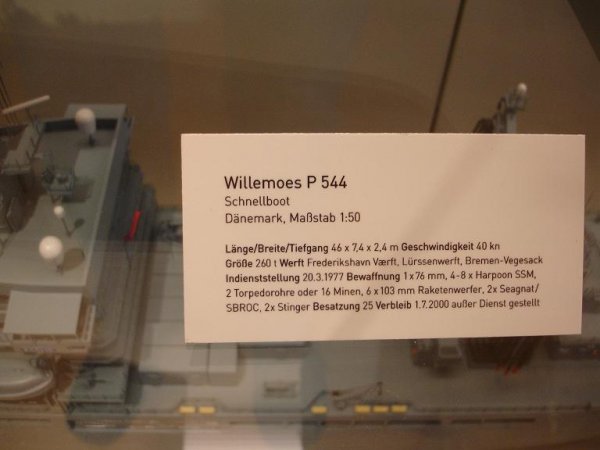 Willemoes P 544
Schnellboot
Dänemark, Maßstab 1:50
Länge/Breite/Tiefgang 46 x 7,4 x 2,4 m Geschwindigkeit 40 kn
Größe 260 t Werft Frederikshavn Værft, Lürssenwerft, Bremen-Vegesack
Indienststellung 20.3.1977 Bewaffnung 1 x 76 mm, 4-8 x Harpoon SSM,
2 Torpedorohre oder 16 Minen, 6 x 103 mm Raketenwerfer, 2x Seagnat/
SBROC, 2x Stinger Besatzung 25 Verbleib 1.7.2000 außer Dienst gestellt